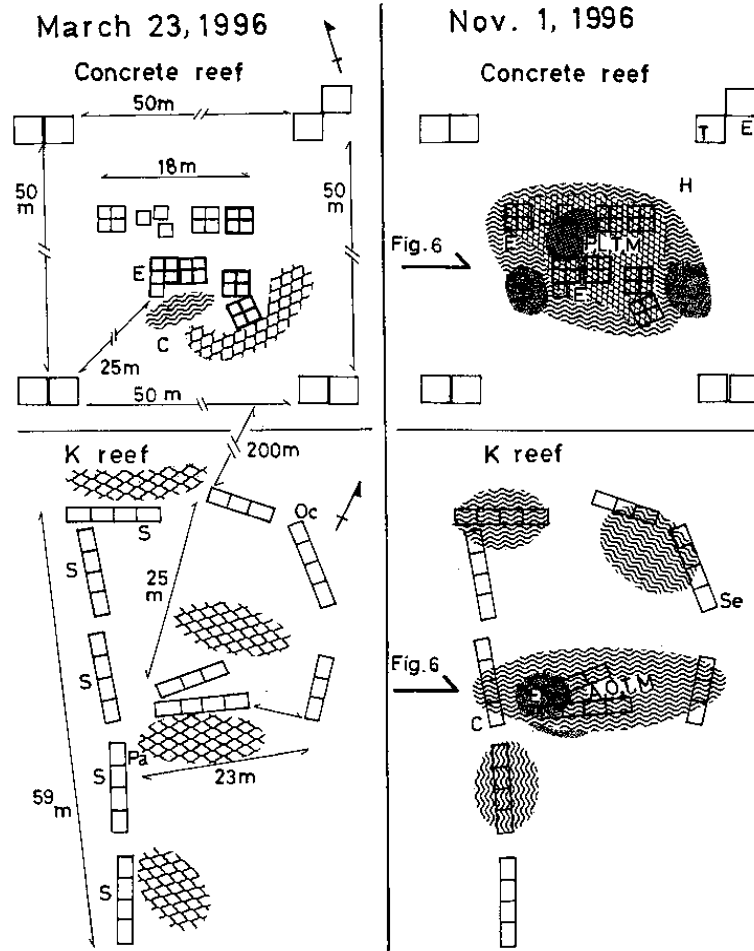 March 23, 1996
Concrete reef
50m
18m
50
m
50
m
E
C
25m
50 m
200m
K reef
S
Oc
S
25
m
S
Pa
S
23m
59
m
S
Nov. 1, 1996
Concrete reef
T E
H
Fig. 6
E
P.L.T.M
E
K reef
Se
Fig. 6
A.O.T.M
C